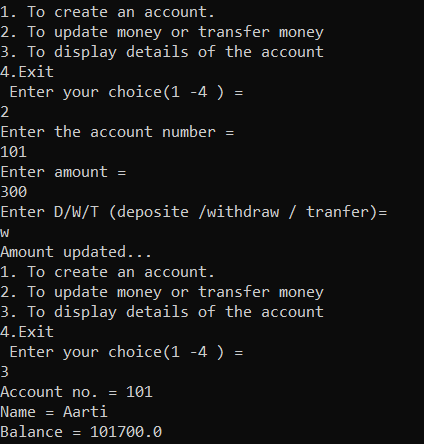 1. To create an account.
2. To update money or transfer money
3. To display details of the account
4.Exit
 Enter your choice(1 -4 ) =
2
Enter the account number =
101
Enter amount =
300
Enter D/W/T (deposite /withdraw / tranfer)=
w
Amount updated...
1. To create an account.
2. To update money or transfer money
3. To display details of the account
4.Exit
 Enter your choice(1 -4 ) =
3
Account no. = 101
Name = Aarti
Balance = 101700.0